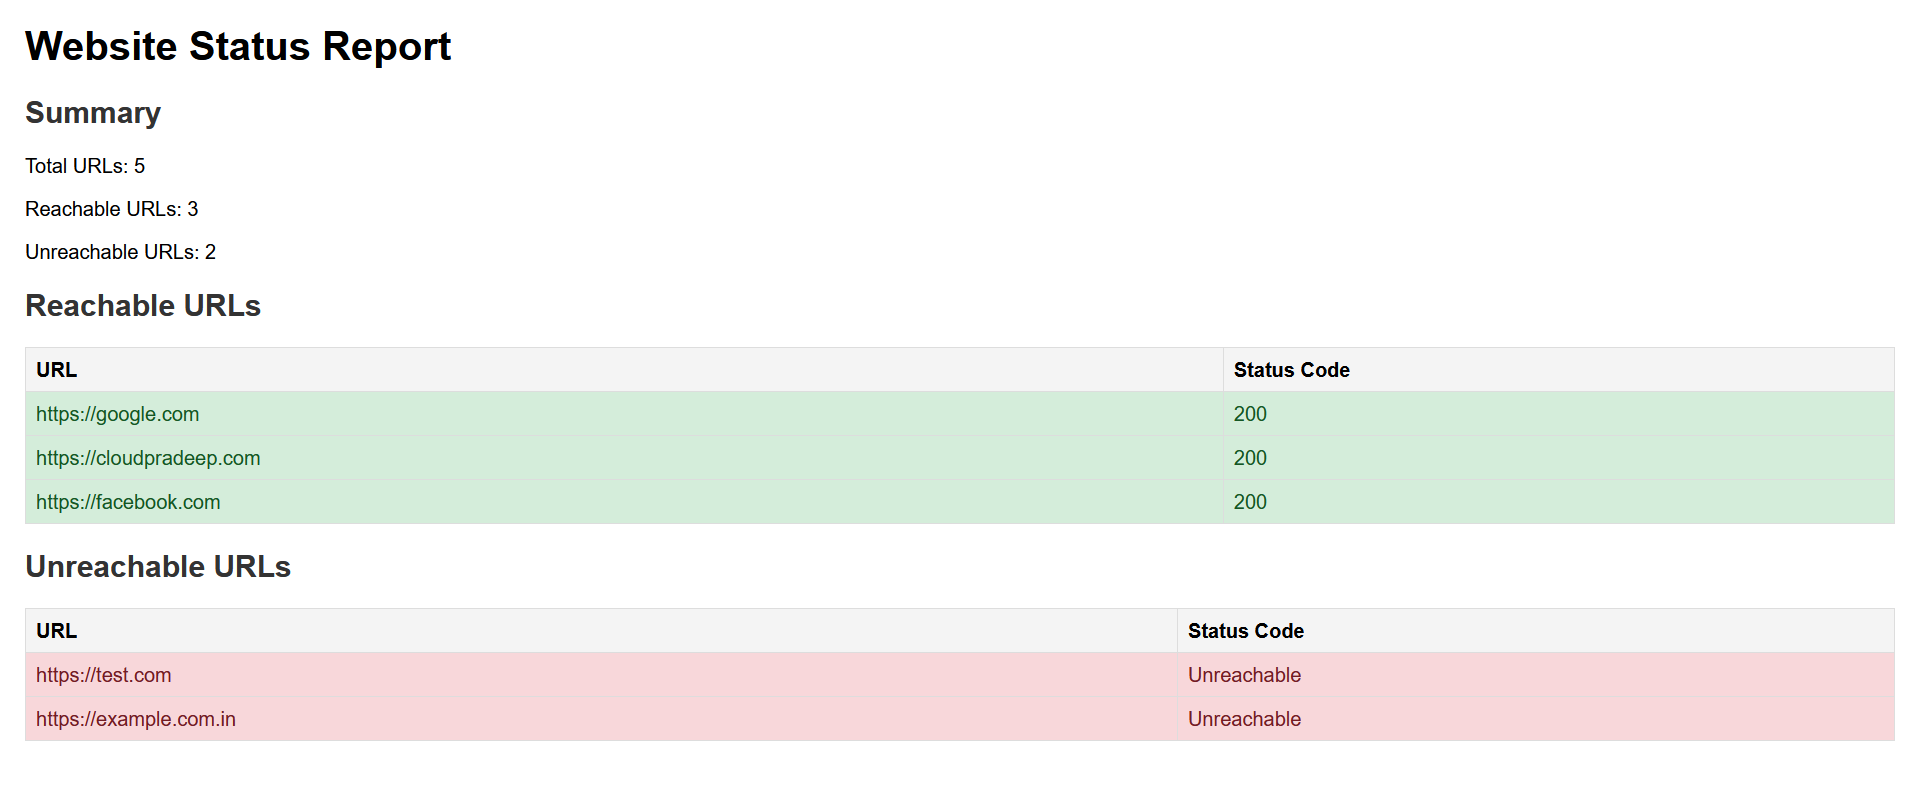 Website Status Report
Summary
Total URLs: 5
Reachable URLs: 3
Unreachable URLs: 2
Reachable URLs
URL Status Code
https://google.com 200
https://cloudpradeep.com 200
https://facebook.com 200
Unreachable URLs
URL Status Code
https://test.com Unreachable
https://example.com.in Unreachable